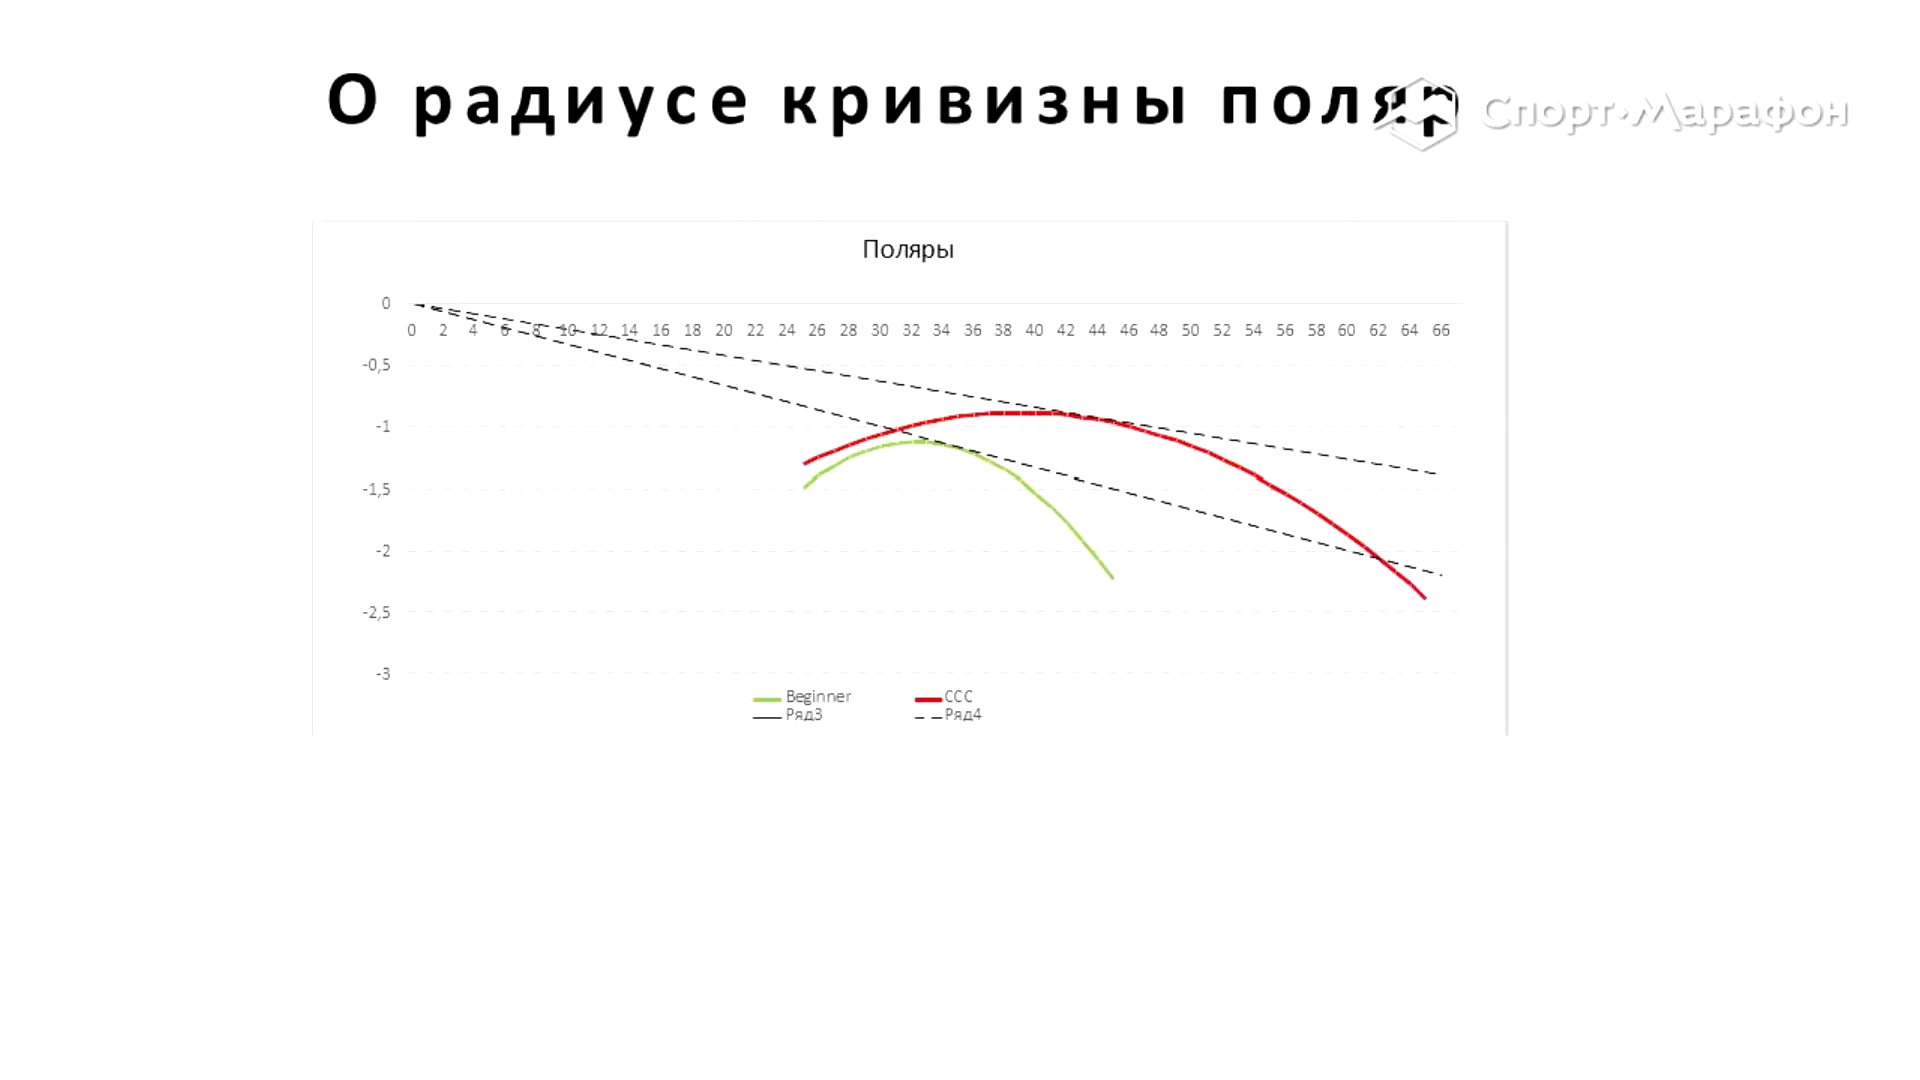 О радиусе кривизны поляр
Спорт-Марафон
Поляры
0
0 2 4 6 8 10 12 14 16 18 20 22 24 26 28 30 32 34 36 38 40 42 44 46 48 50 52 54 56 58 60 62 64 66
-0,5
-1
-1,5
-2
-2,5
-3
Beginner CCC
Ряд3 Ряд4